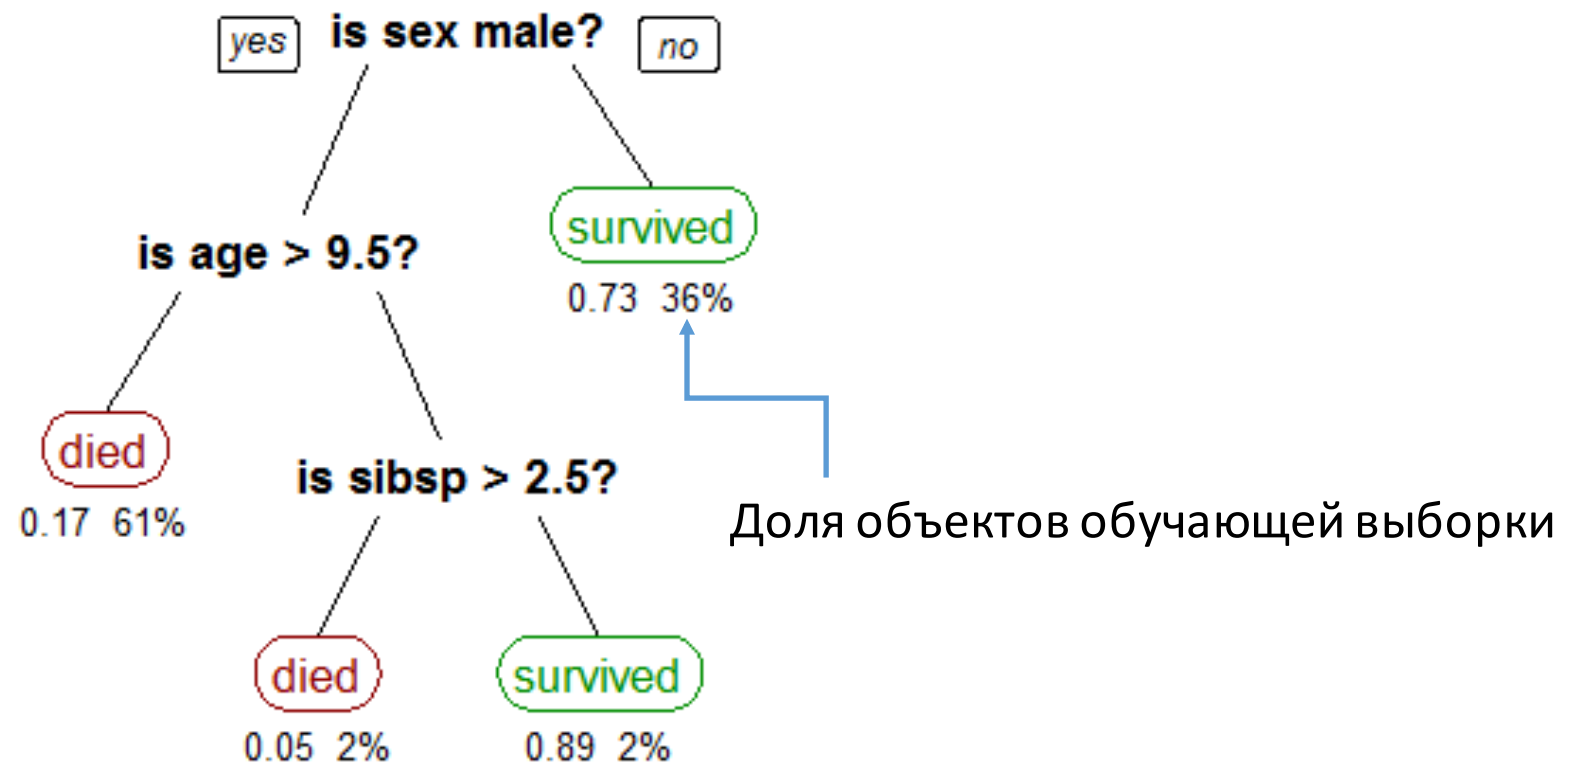 yes
is sex male?
no
survived
is age > 9.5?
0.73 36%
died
is sibsp > 2.5?
0.17 61%
Доля объектов обучающей выборки
died
survived
0.05 2%
0.89 2%